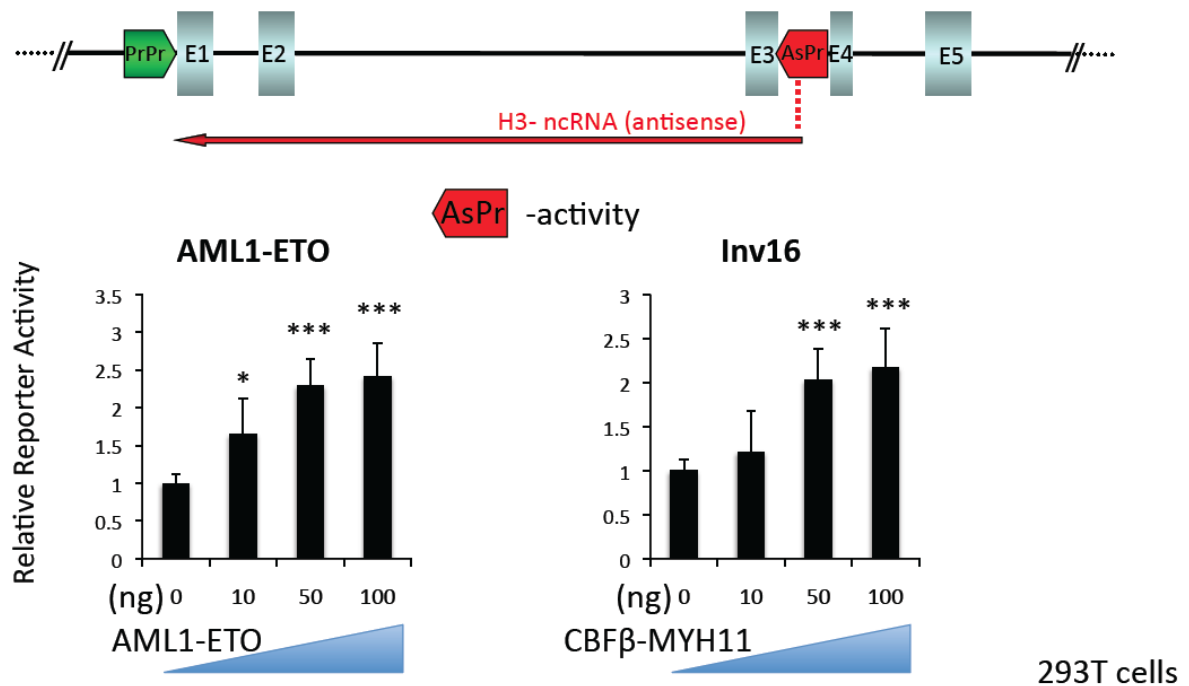 PrPr E1 E2 E3 AsPr E4 E5
H3- ncRNA (antisense)
AsPr -activity
AML1-ETO
Relative Reporter Activity
3.5
3
2.5
2
1.5
1
0.5
0
*
***
***
(ng) 0 10 50 100
AML1-ETO
Inv16
3
2.5
2
1.5
1
0.5
0
***
***
(ng) 0 10 50 100
CBFβ-MYH11
293T cells